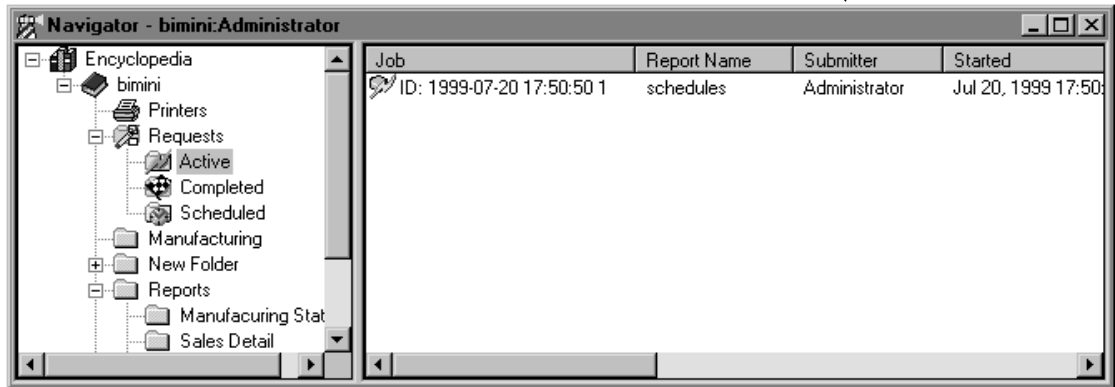 Navigator - bimini:Administrator
Encyclopedia
bimini
Printers
Requests
Active
Completed
Scheduled
Manufacturing
New Folder
Reports
Manufacuring Stat
Sales Detail
Job Report Name Submitter Started
ID: 1999-07-20 17:50:50 1 schedules Administrator Jul 20, 1999 17:50: